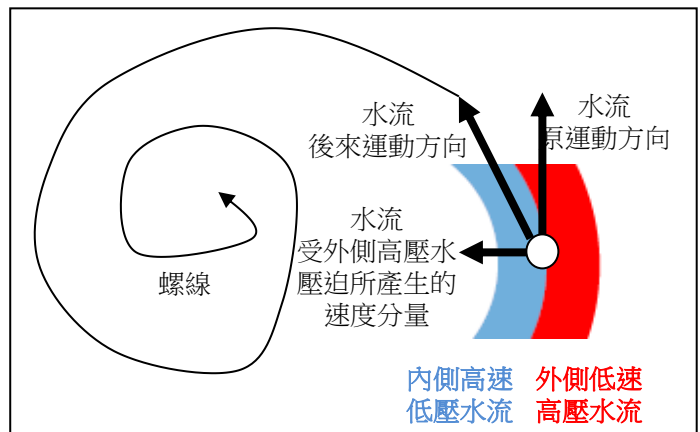 水流
後來運動方向
水流
原運動方向
水流
受外側高壓水
壓迫所產生的
速度分量
螺線
內側高速
低壓水流
外側低速
高壓水流